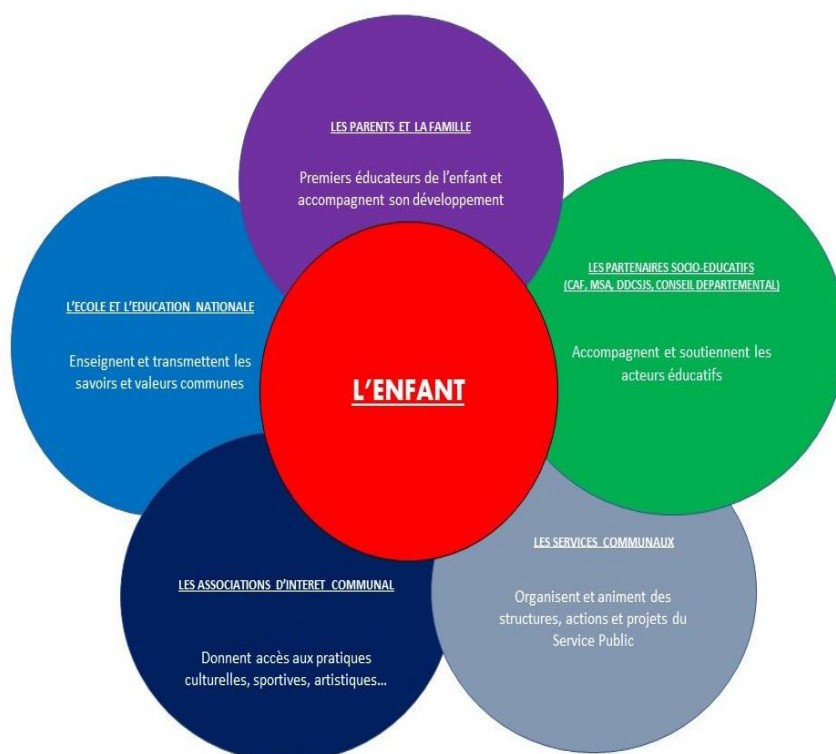 LES PARENTS ET LA FAMILLE
Premiers éducateurs de l'enfant et
accompagnent son développement
LES PARTENAIRES SOCIO-EDUCATIFS
(CAF, MSA, DDCSJS, CONSEIL DEPARTEMENTAL)
Accompagnent et soutiennent les
acteurs éducatifs
L'ECOLE ET L'EDUCATION NATIONALE
Enseignent et transmettent les
savoirs et valeurs communes
L'ENFANT
LES SERVICES COMMUNAUX
Organisent et animent des
structures, actions et projets du
Service Public
LES ASSOCIATIONS D'INTERET COMMUNAL
Donnent accès aux pratiques
culturelles, sportives, artistiques...